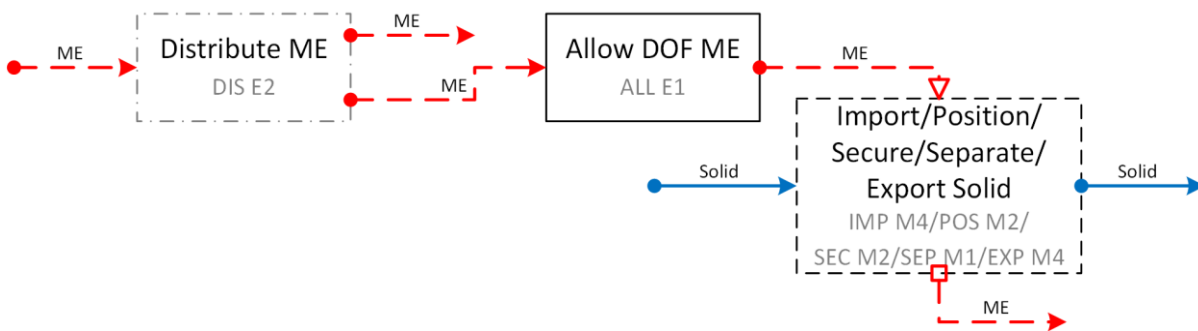 ME
Distribute ME
DIS E2
ME
ME
Allow DOF ME
ALL E1
ME
Solid
Import/Position/
Secure/Separate/
Export Solid
IMP M4/POS M2/
SEC M2/SEP M1/EXP M4
Solid
ME